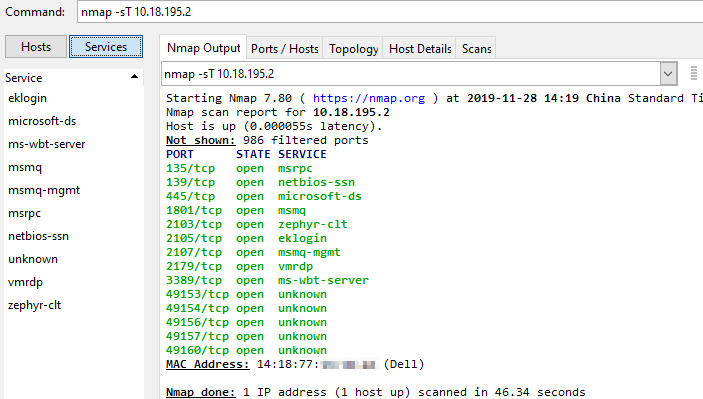 Command: nmap -sT 10.18.195.2
Hosts Services
Nmap Output Ports / Hosts Topology Host Details Scans
Service
eklogin
microsoft-ds
ms-wbt-server
msmq
msmq-mgmt
msrpc
netbios-ssn
unknown
vmrdp
zephyr-clt
nmap -sT 10.18.195.2
Starting Nmap 7.80 ( https://nmap.org ) at 2019-11-28 14:19 China Standard Ti
Nmap scan report for 10.18.195.2
Host is up (0.000055s latency).
Not shown: 986 filtered ports
PORT STATE SERVICE
135/tcp open msrpc
139/tcp open netbios-ssn
445/tcp open microsoft-ds
1801/tcp open msmq
2103/tcp open zephyr-clt
2105/tcp open eklogin
2107/tcp open msmq-mgmt
2179/tcp open vmrdp
3389/tcp open ms-wbt-server
49153/tcp open unknown
49154/tcp open unknown
49156/tcp open unknown
49157/tcp open unknown
49160/tcp open unknown
MAC Address: 14:18:77: (Dell)
Nmap done: 1 IP address (1 host up) scanned in 46.34 seconds